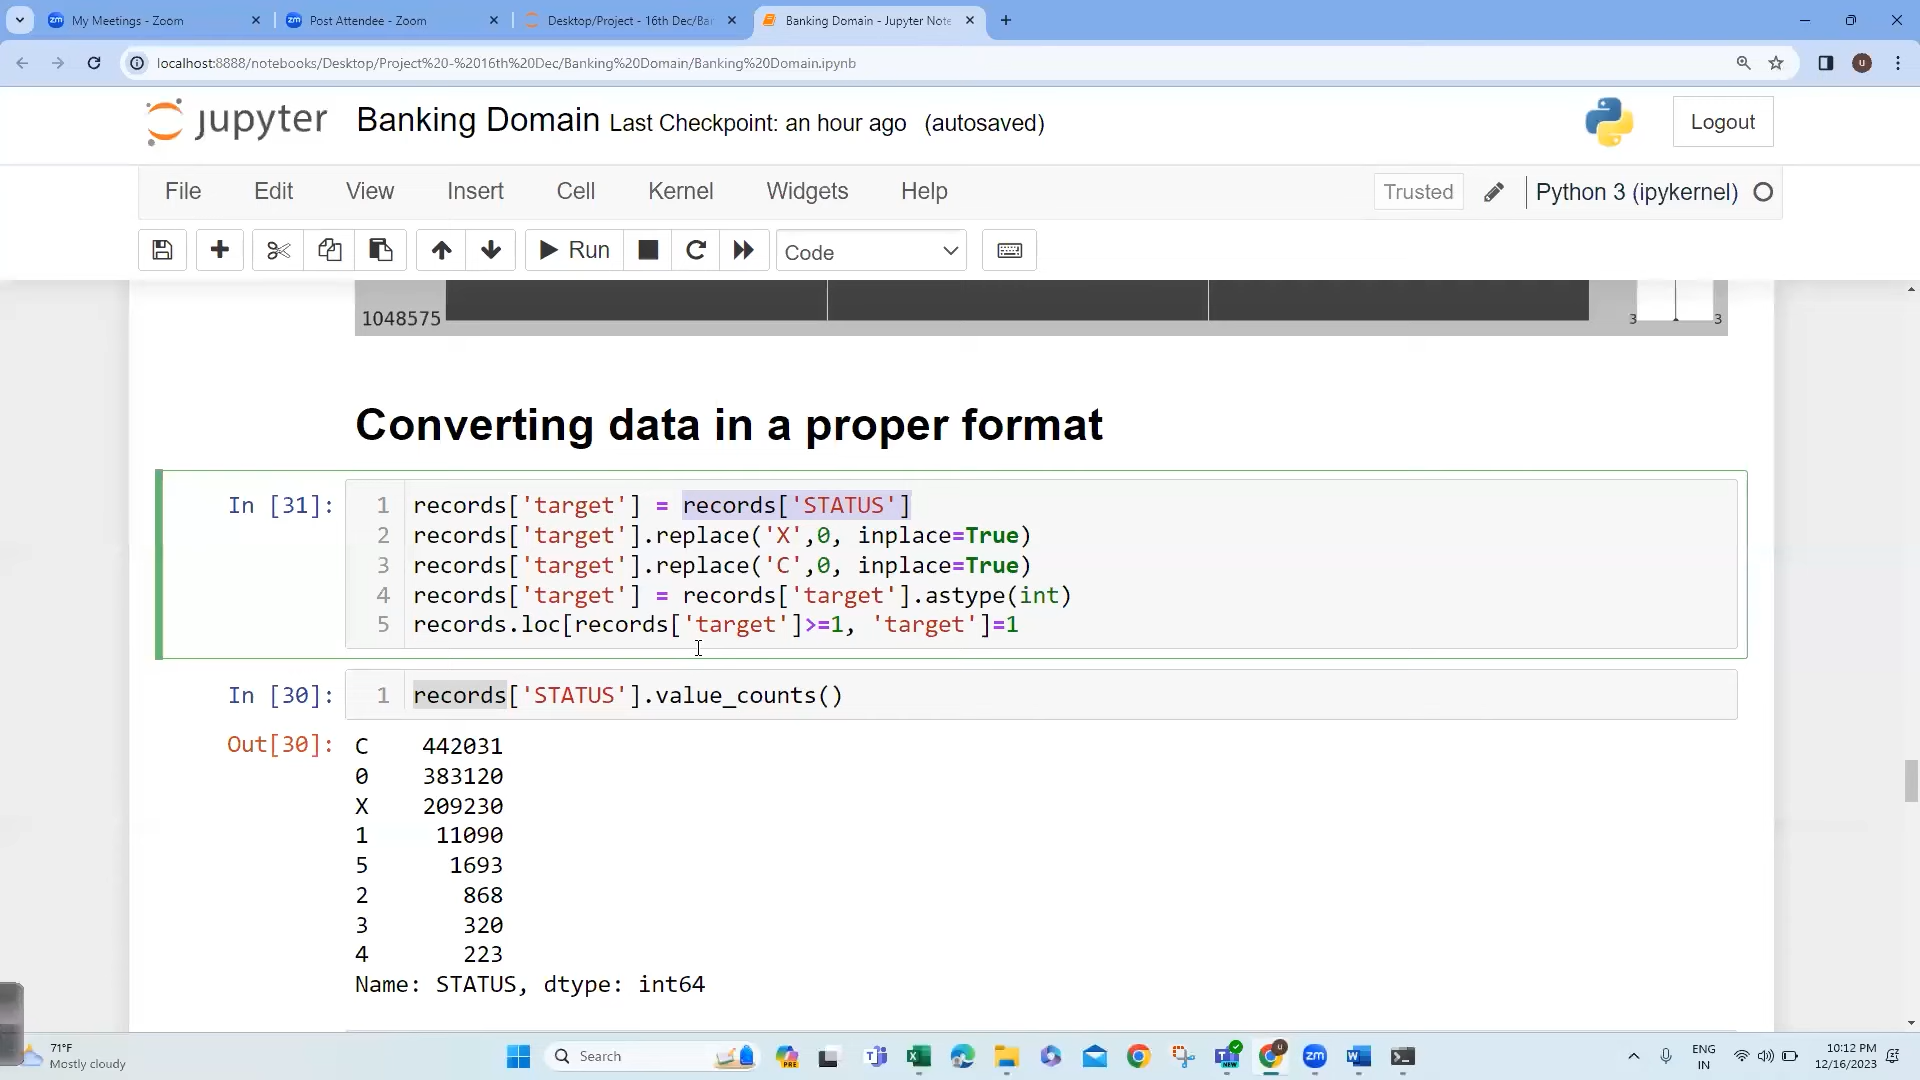 My Meetings - Zoom
Post Attendee - Zoom
Desktop/Project - 16th Dec/Bar
Banking Domain - Jupyter Note
localhost:8888/notebooks/Desktop/Project%20-%2016th%20Dec/Banking%20Domain/Banking%20Domain.ipynb
u
jupyter Banking Domain Last Checkpoint: an hour ago (autosaved)
Logout
File Edit View Insert Cell Kernel Widgets Help
Trusted
Python 3 (ipykernel)
Run
Code
1048575
3 3
Converting data in a proper format
In [31]:
1 records['target'] = records['STATUS']
2 records['target'].replace('X',0, inplace=True)
3 records['target'].replace('C',0, inplace=True)
4 records['target'] = records['target'].astype(int)
5 records.loc[records['target']>=1, 'target']=1
In [30]:
1 records['STATUS'].value_counts()
Out[30]:
C 442031
0 383120
X 209230
1 11090
5 1693
2 868
3 320
4 223
Name: STATUS, dtype: int64
71°F
Mostly cloudy
Search
PRE
NEW
u
zm
ENG
IN
10:12 PM
12/16/2023